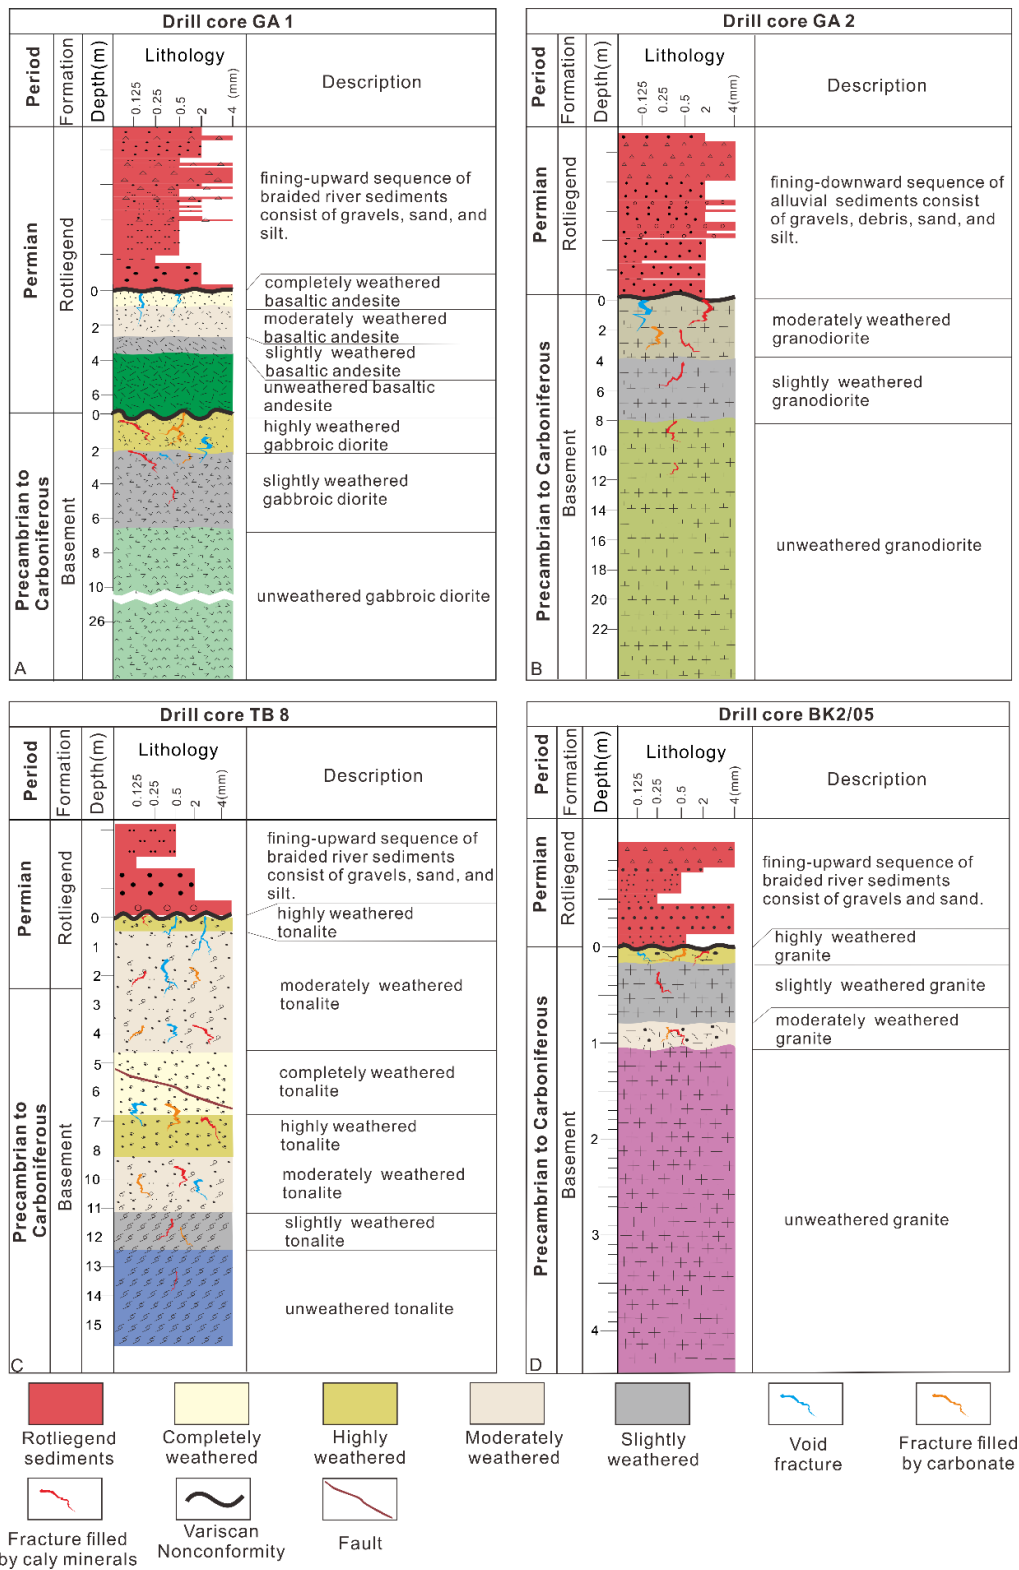 Drill core GA 1
Period
Formation
Depth(m)
Lithology
0.125
0.25
0.5
2
4 (mm)
Description
Permian
Rotliegend
fining-upward sequence of
braided river sediments
consist of gravels, sand, and
silt.
completely weathered
basaltic andesite
moderately weathered
basaltic andesite
slightly weathered
basaltic andesite
unweathered basaltic
andesite
0
2
4
6
Precambrian to
Carboniferous
Basement
highly weathered
gabbroic diorite
slightly weathered
gabbroic diorite
unweathered gabbroic diorite
0
2
4
6
8
10
26
A
Drill core GA 2
Period
Formation
Depth(m)
Lithology
0.125
0.25
0.5
2
4(mm)
Description
Permian
Rotliegend
fining-downward sequence of
alluvial sediments consist
of gravels, debris, sand, and
silt.
Precambrian to Carboniferous
Basement
moderately weathered
granodiorite
slightly weathered
granodiorite
unweathered granodiorite
0
2
4
6
8
10
12
14
16
18
20
22
B
Drill core TB 8
Period
Formation
Depth(m)
Lithology
0.125
0.25
0.5
2
4(mm)
Description
Permian
Rotliegend
fining-upward sequence of
braided river sediments
consist of gravels, sand, and
silt.
highly weathered
tonalite
moderately weathered
tonalite
Precambrian to
Carboniferous
Basement
completely weathered
tonalite
highly weathered
tonalite
moderately weathered
tonalite
slightly weathered
tonalite
unweathered tonalite
0
1
2
3
4
5
6
7
8
10
11
12
13
14
15
C
Drill core BK2/05
Period
Formation
Depth(m)
Lithology
0.125
0.25
0.5
2
4(mm)
Description
Permian
Rotliegend
fining-upward sequence of
braided river sediments
consist of gravels and sand.
Precambrian to Carboniferous
Basement
highly weathered
granite
slightly weathered granite
moderately weathered
granite
unweathered granite
0
1
2
3
4
D
Rotliegend
sediments
Completely
weathered
Highly
weathered
Moderately
weathered
Slightly
weathered
Void
fracture
Fracture filled
by carbonate
Fracture filled
by caly minerals
Variscan
Nonconformity
Fault